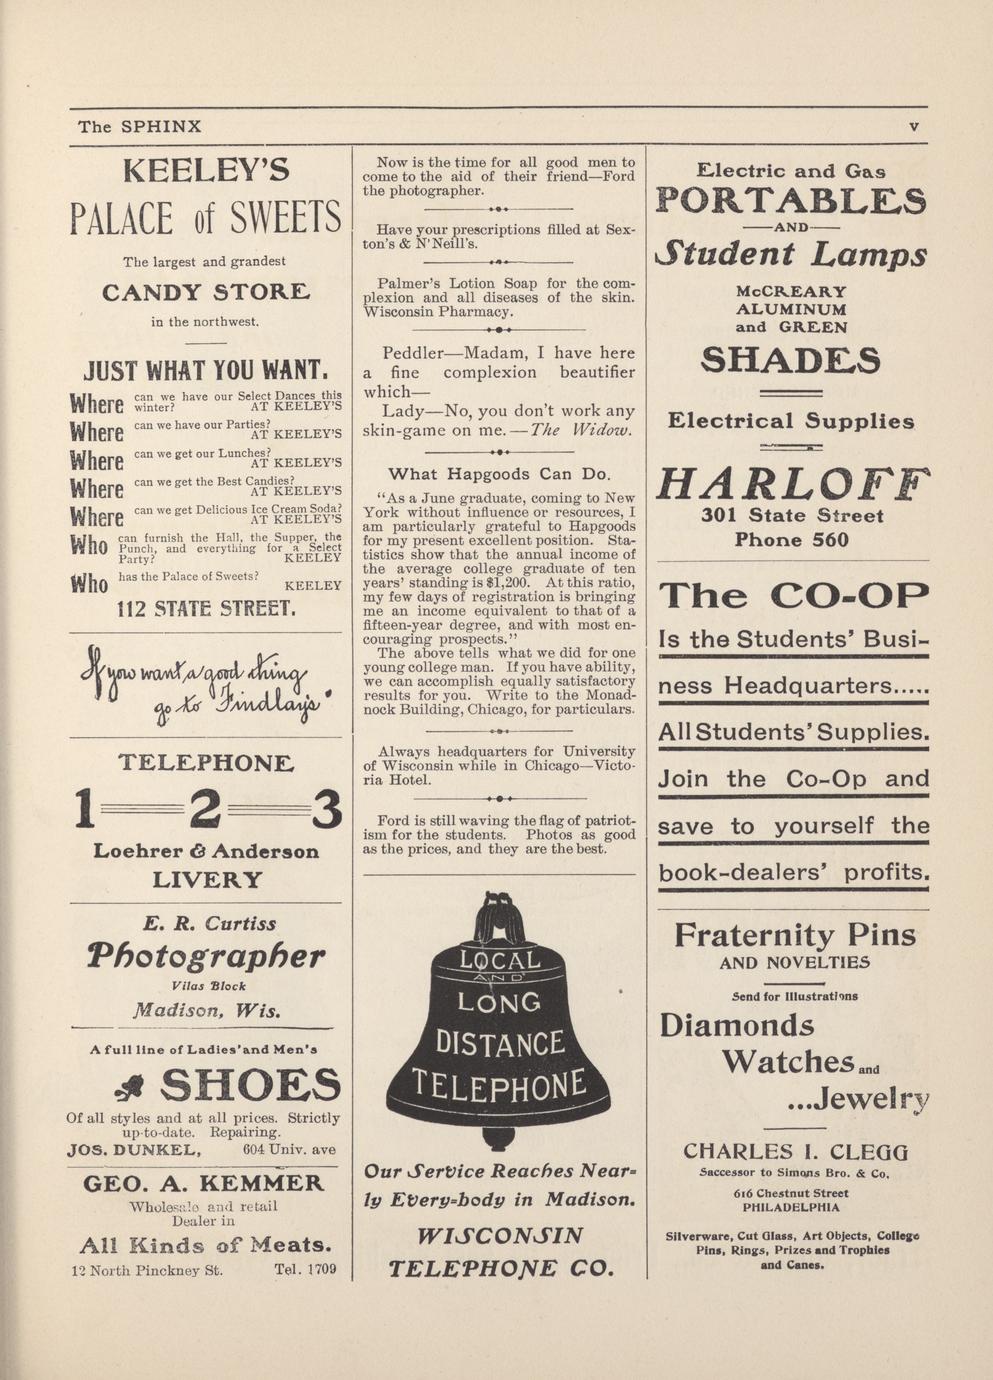 The SPHINX
v
KEELEY'S
PALACE of SWEETS
The largest and grandest
CANDY STORE
in the northwest.
JUST WHAT YOU WANT.
Where can we have our Select Dances this
winter? AT KEELEY'S
Where can we have our Parties?
AT KEELEY'S
Where can we get our Lunches?
AT KEELEY'S
Where can we get the Best Candies?
AT KEELEY'S
Where can we get Delicious Ice Cream Soda?
AT KEELEY'S
Who can furnish the Hall, the Supper, the
Punch, and everything for a Select
Party? KEELEY
Who has the Palace of Sweets?
KEELEY
112 STATE STREET.
If you want a good thing
go to Findlay's
TELEPHONE
1 2 3
Loehrer & Anderson
LIVERY
E. R. Curtiss
Photographer
Vilas Block
Madison, Wis.
A full line of Ladies' and Men's
SHOES
Of all styles and at all prices. Strictly
up-to-date. Repairing.
JOS. DUNKEL, 604 Univ. ave
GEO. A. KEMMER
Wholesale and retail
Dealer in
All Kinds of Meats.
12 North Pinckney St. Tel. 1709
Now is the time for all good men to
come to the aid of their friend—Ford
the photographer.
Have your prescriptions filled at Sex-
ton's & N'Neill's.
Palmer's Lotion Soap for the com-
plexion and all diseases of the skin.
Wisconsin Pharmacy.
Peddler—Madam, I have here
a fine complexion beautifier
which—
Lady—No, you don't work any
skin-game on me.—The Widow.
What Hapgoods Can Do.
"As a June graduate, coming to New
York without influence or resources, I
am particularly grateful to Hapgoods
for my present excellent position. Sta-
tistics show that the annual income of
the average college graduate of ten
years' standing is $1,200. At this ratio,
my few days of registration is bringing
me an income equivalent to that of a
fifteen-year degree, and with most en-
couraging prospects."
The above tells what we did for one
young college man. If you have ability,
we can accomplish equally satisfactory
results for you. Write to the Monad-
nock Building, Chicago, for particulars.
Always headquarters for University
of Wisconsin while in Chicago—Victo-
ria Hotel.
Ford is still waving the flag of patriot-
ism for the students. Photos as good
as the prices, and they are the best.
LOCAL
AND
LONG
DISTANCE
TELEPHONE
Our Service Reaches Near-
ly Every-body in Madison.
WISCONSIN
TELEPHONE CO.
Electric and Gas
PORTABLES
AND
Student Lamps
McCREARY
ALUMINUM
and GREEN
SHADES
Electrical Supplies
HARLOFF
301 State Street
Phone 560
The CO-OP
Is the Students' Busi-
ness Headquarters.....
All Students' Supplies.
Join the Co-Op and
save to yourself the
book-dealers' profits.
Fraternity Pins
AND NOVELTIES
Send for Illustrations
Diamonds
Watches and
...Jewelry
CHARLES I. CLEGG
Saccessor to Simons Bro. & Co.
616 Chestnut Street
PHILADELPHIA
Silverware, Cut Glass, Art Objects, College
Pins, Rings, Prizes and Trophies
and Canes.